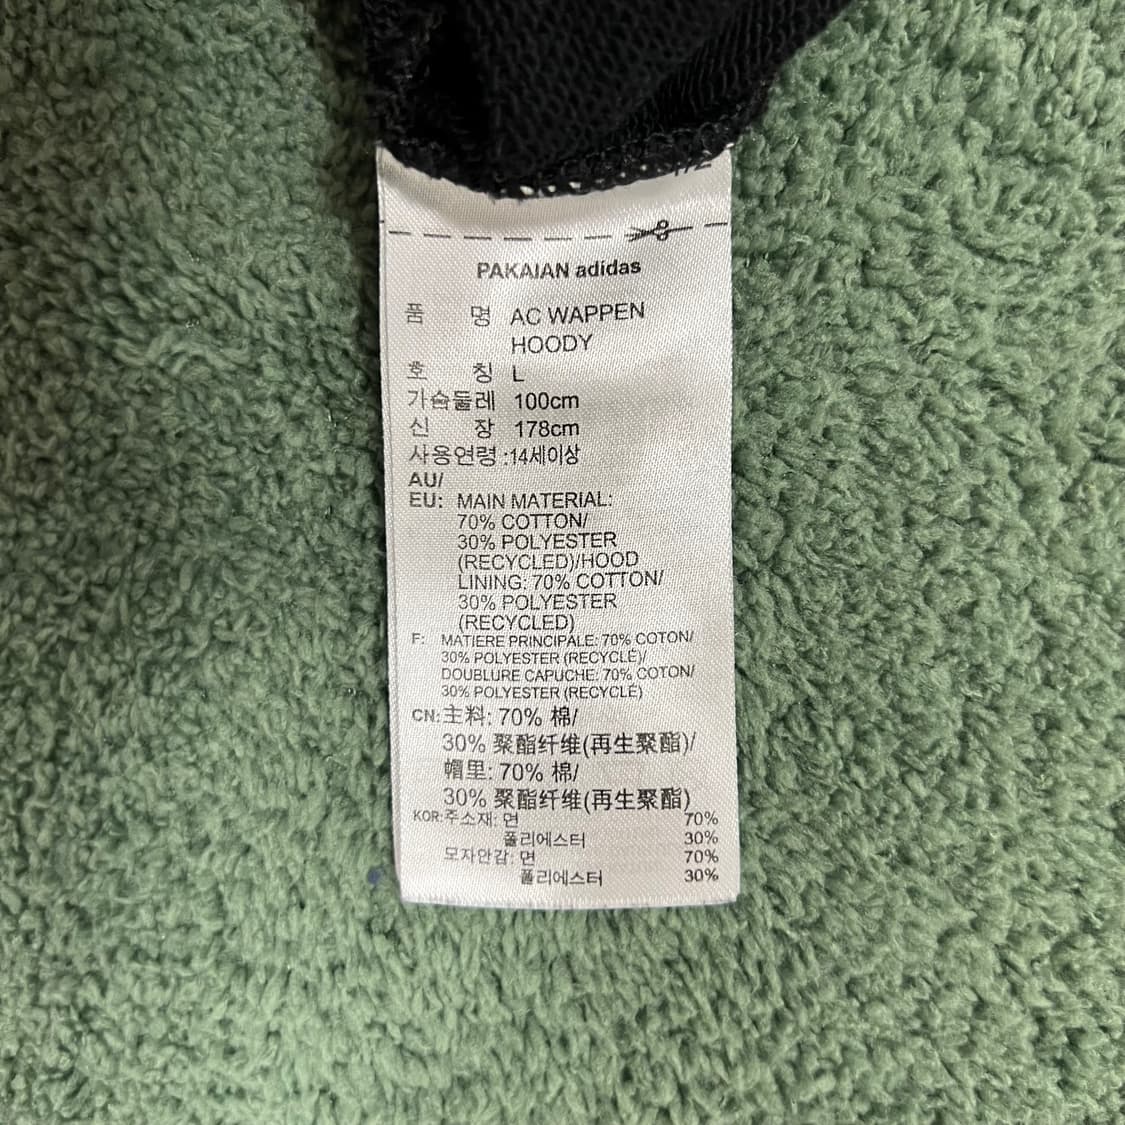 PAKAIAN adidas
품 명 AC WAPPEN
HOODY
호 칭 L
가슴둘레 100cm
신 장 178cm
사용연령 :14세이상
AU/
EU: MAIN MATERIAL:
70% COTTON/
30% POLYESTER
(RECYCLED)/HOOD
LINING: 70% COTTON/
30% POLYESTER
(RECYCLED)
F: MATIERE PRINCIPALE: 70% COTON/
30% POLYESTER (RECYCLÉ)/
DOUBLURE CAPUCHE: 70% COTON/
30% POLYESTER (RECYCLÉ)
CN: 主料: 70% 棉/
30% 聚酯纤维(再生聚酯)/
帽里: 70% 棉/
30% 聚酯纤维(再生聚酯)
KOR:주소재: 면 70%
폴리에스터 30%
모자안감: 면 70%
폴리에스터 30%